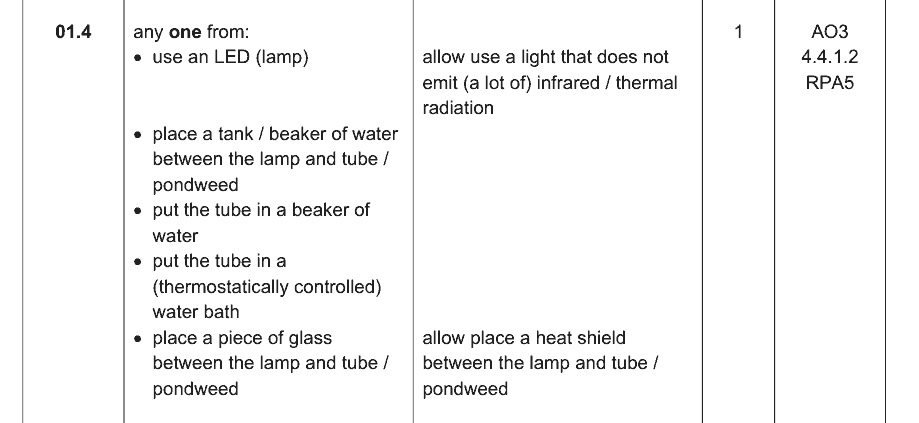 01.4 any one from: 1 AO3
• use an LED (lamp) allow use a light that does not 4.4.1.2
emit (a lot of) infrared / thermal RPA5
radiation
• place a tank / beaker of water
between the lamp and tube /
pondweed
• put the tube in a beaker of
water
• put the tube in a
(thermostatically controlled)
water bath
• place a piece of glass allow place a heat shield
between the lamp and tube / between the lamp and tube /
pondweed pondweed